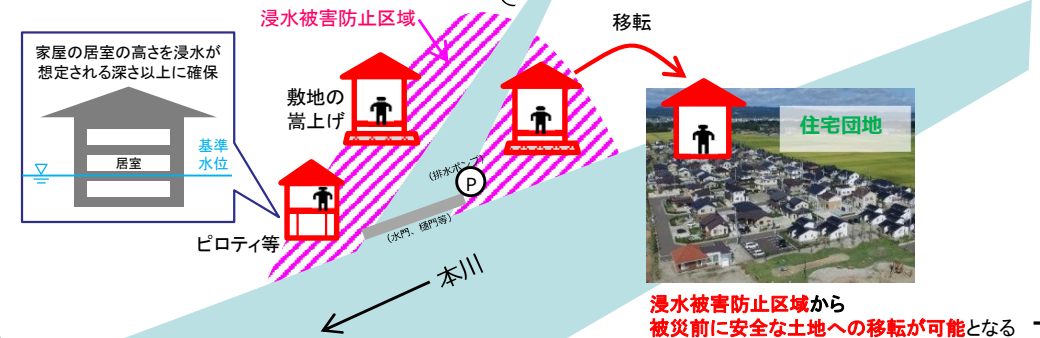 浸水被害防止区域
移転
家屋の居室の高さを浸水が
想定される深さ以上に確保
居室
基準
水位
敷地の
嵩上げ
住宅団地
(排水ポンプ)
P
(水門、樋門等)
ピロティ等
本川
浸水被害防止区域から
被災前に安全な土地への移転が可能となる